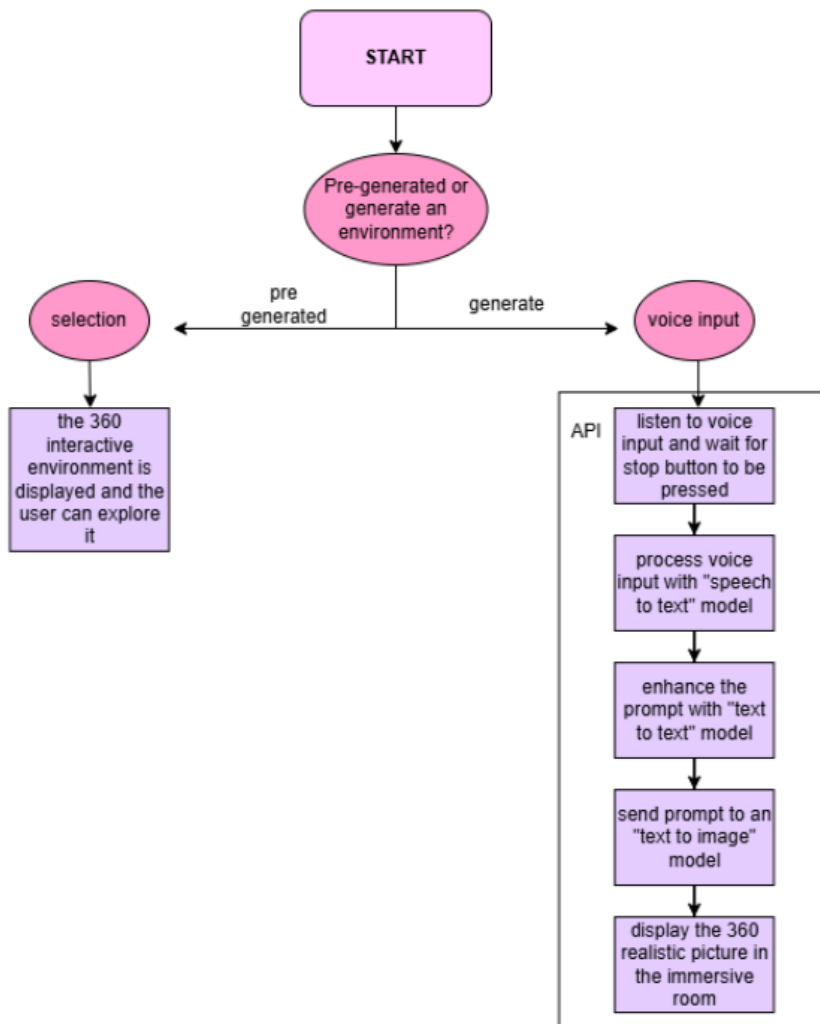 START
Pre-generated or
generate an
environment?
pre
generated
generate
selection
voice input
the 360
interactive
environment is
displayed and the
user can explore
it
API
listen to voice
input and wait for
stop button to be
pressed
process voice
input with "speech
to text" model
enhance the
prompt with "text
to text" model
send prompt to an
"text to image"
model
display the 360
realistic picture in
the immersive
room